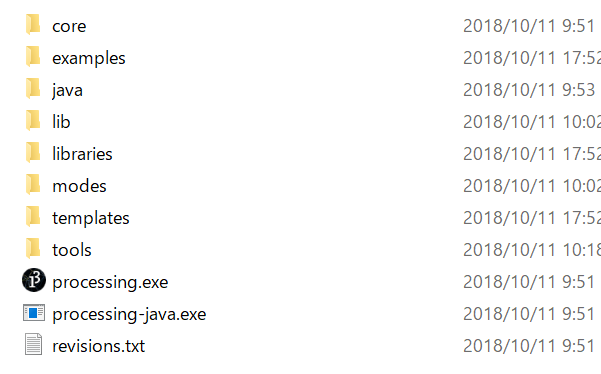 core 2018/10/11 9:51
examples 2018/10/11 17:52
java 2018/10/11 9:53
lib 2018/10/11 10:02
libraries 2018/10/11 17:52
modes 2018/10/11 10:02
templates 2018/10/11 17:52
tools 2018/10/11 10:18
processing.exe 2018/10/11 9:51
processing-java.exe 2018/10/11 9:51
revisions.txt 2018/10/11 9:51